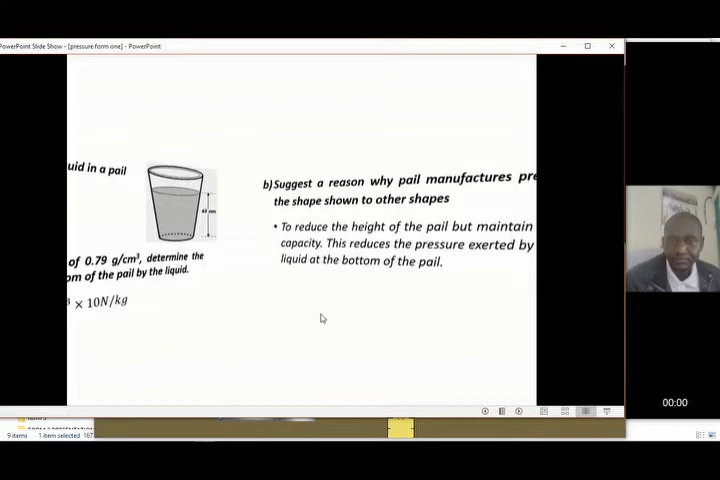 PowerPoint Slide Show - [pressure form one] - PowerPoint
uid in a pail
b) Suggest a reason why pail manufactures pre
the shape shown to other shapes
• To reduce the height of the pail but maintain
capacity. This reduces the pressure exerted by
liquid at the bottom of the pail.
of 0.79 g/cm³, determine the
om of the pail by the liquid.
³ × 10N/kg
00:00
9 items
1 item selected